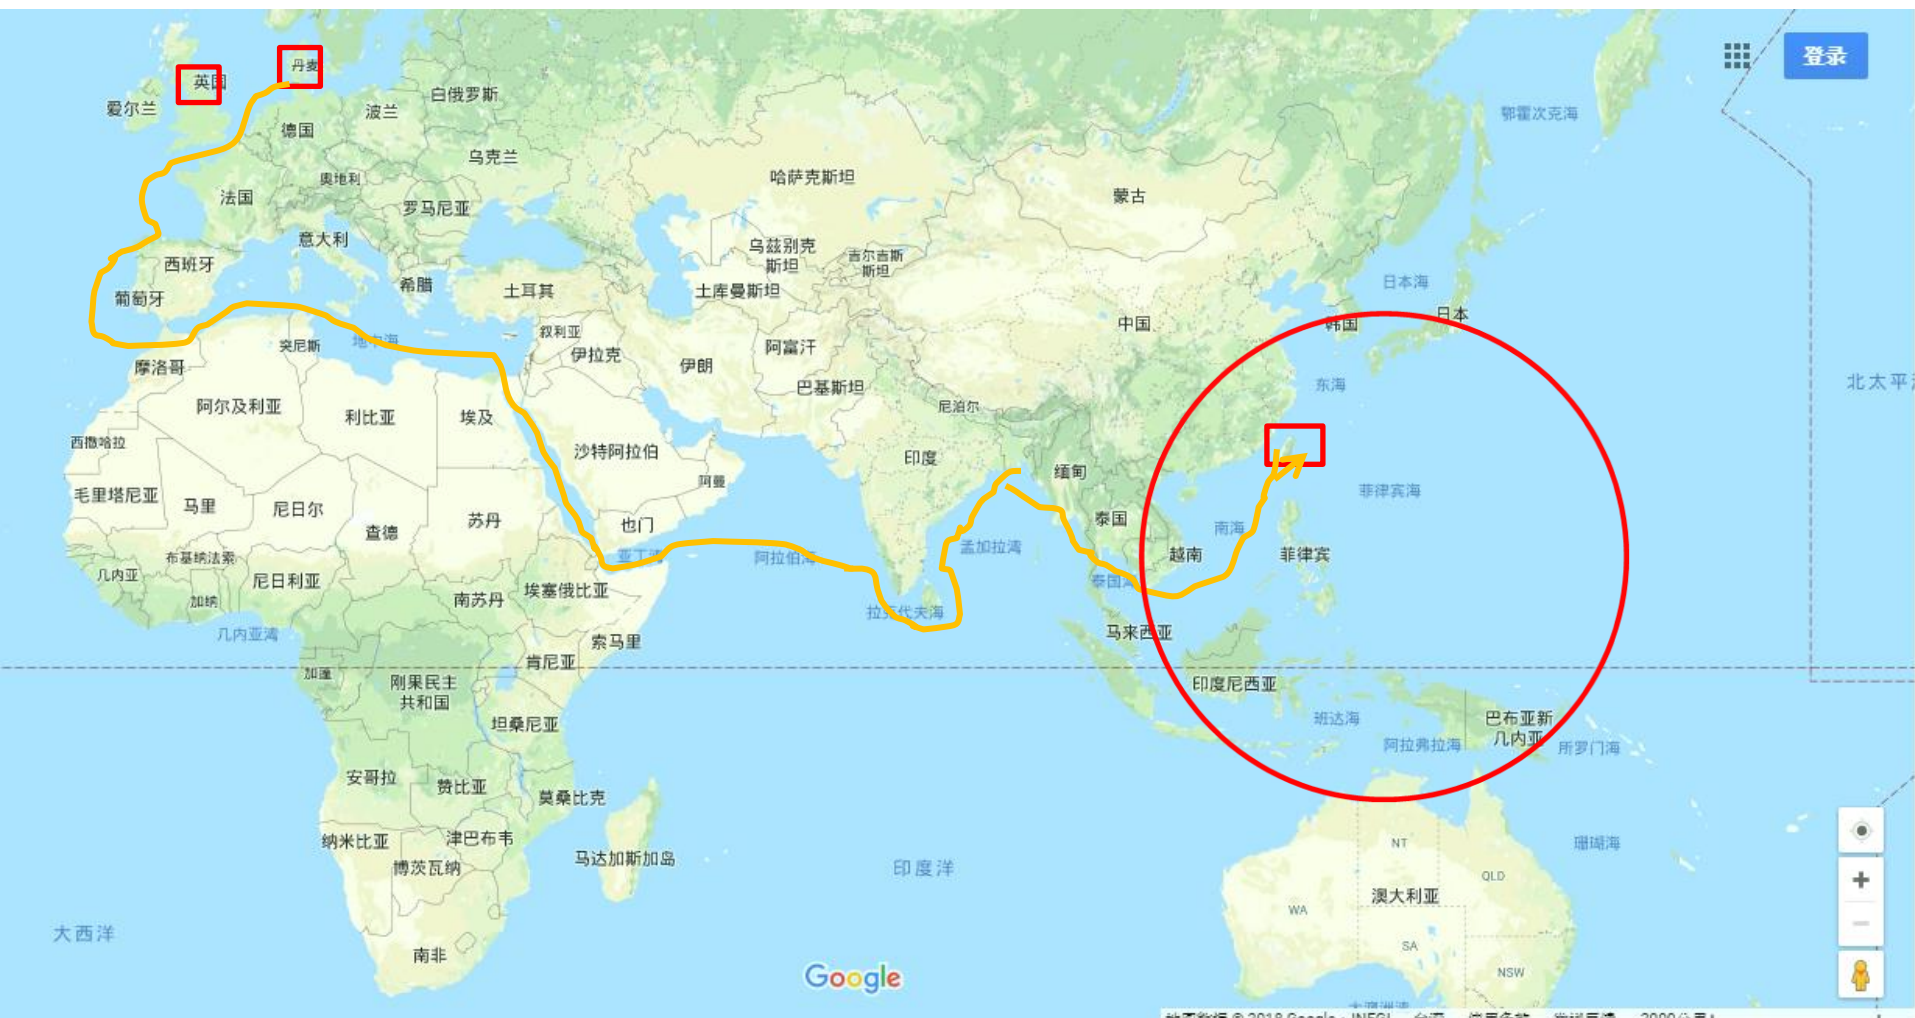 登录
丹麦
英国
爱尔兰
白俄罗斯
波兰
德国
鄂霍次克海
乌克兰
奥地利
法国
哈萨克斯坦
蒙古
罗马尼亚
意大利
乌兹别克
斯坦
吉尔吉斯
斯坦
西班牙
希腊
土耳其
土库曼斯坦
日本海
葡萄牙
日本
中国
韩国
叙利亚
地中海
突尼斯
伊拉克
阿富汗
伊朗
摩洛哥
巴基斯坦
东海
北太平
阿尔及利亚
利比亚
埃及
尼泊尔
西撒哈拉
沙特阿拉伯
印度
缅甸
阿曼
毛里塔尼亚
马里
尼日尔
菲律宾海
苏丹
也门
泰国
南海
查德
布基纳法索
亚丁湾
阿拉伯海
孟加拉湾
越南
菲律宾
几内亚
尼日利亚
埃塞俄比亚
泰国
加纳
南苏丹
拉克代夫海
几内亚湾
索马里
马来西亚
肯尼亚
加蓬
刚果民主
共和国
印度尼西亚
坦桑尼亚
班达海
巴布亚新
几内亚
阿拉弗拉海
所罗门海
安哥拉
赞比亚
莫桑比克
纳米比亚
津巴布韦
NT
珊瑚海
博茨瓦纳
马达加斯加岛
印度洋
QLD
澳大利亚
WA
大西洋
SA
南非
NSW
Google